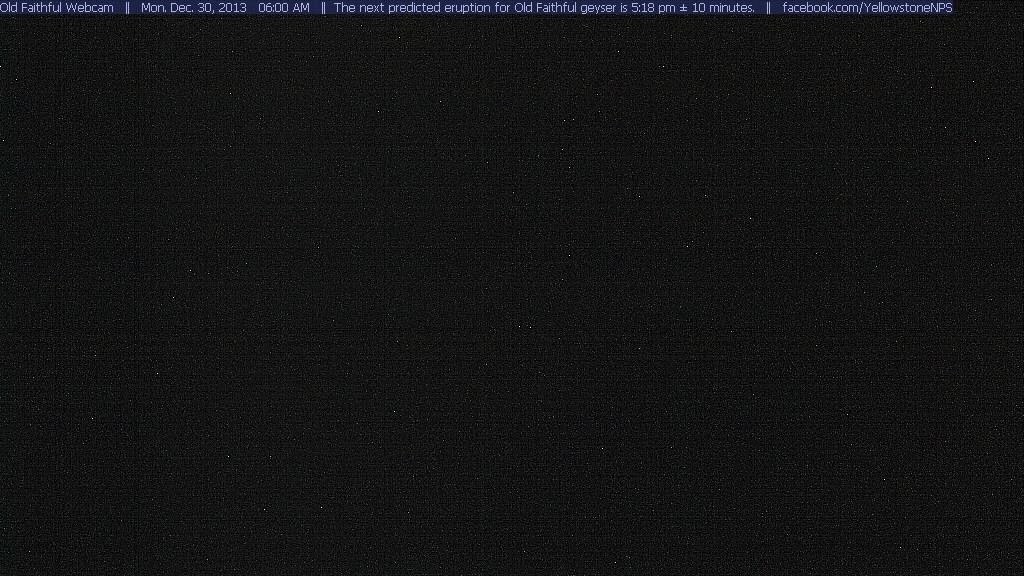 Old Faithful Webcam || Mon. Dec. 30, 2013 06:00 AM || The next predicted eruption for Old Faithful geyser is 5:18 pm ± 10 minutes. || facebook.com/YellowstoneNPS